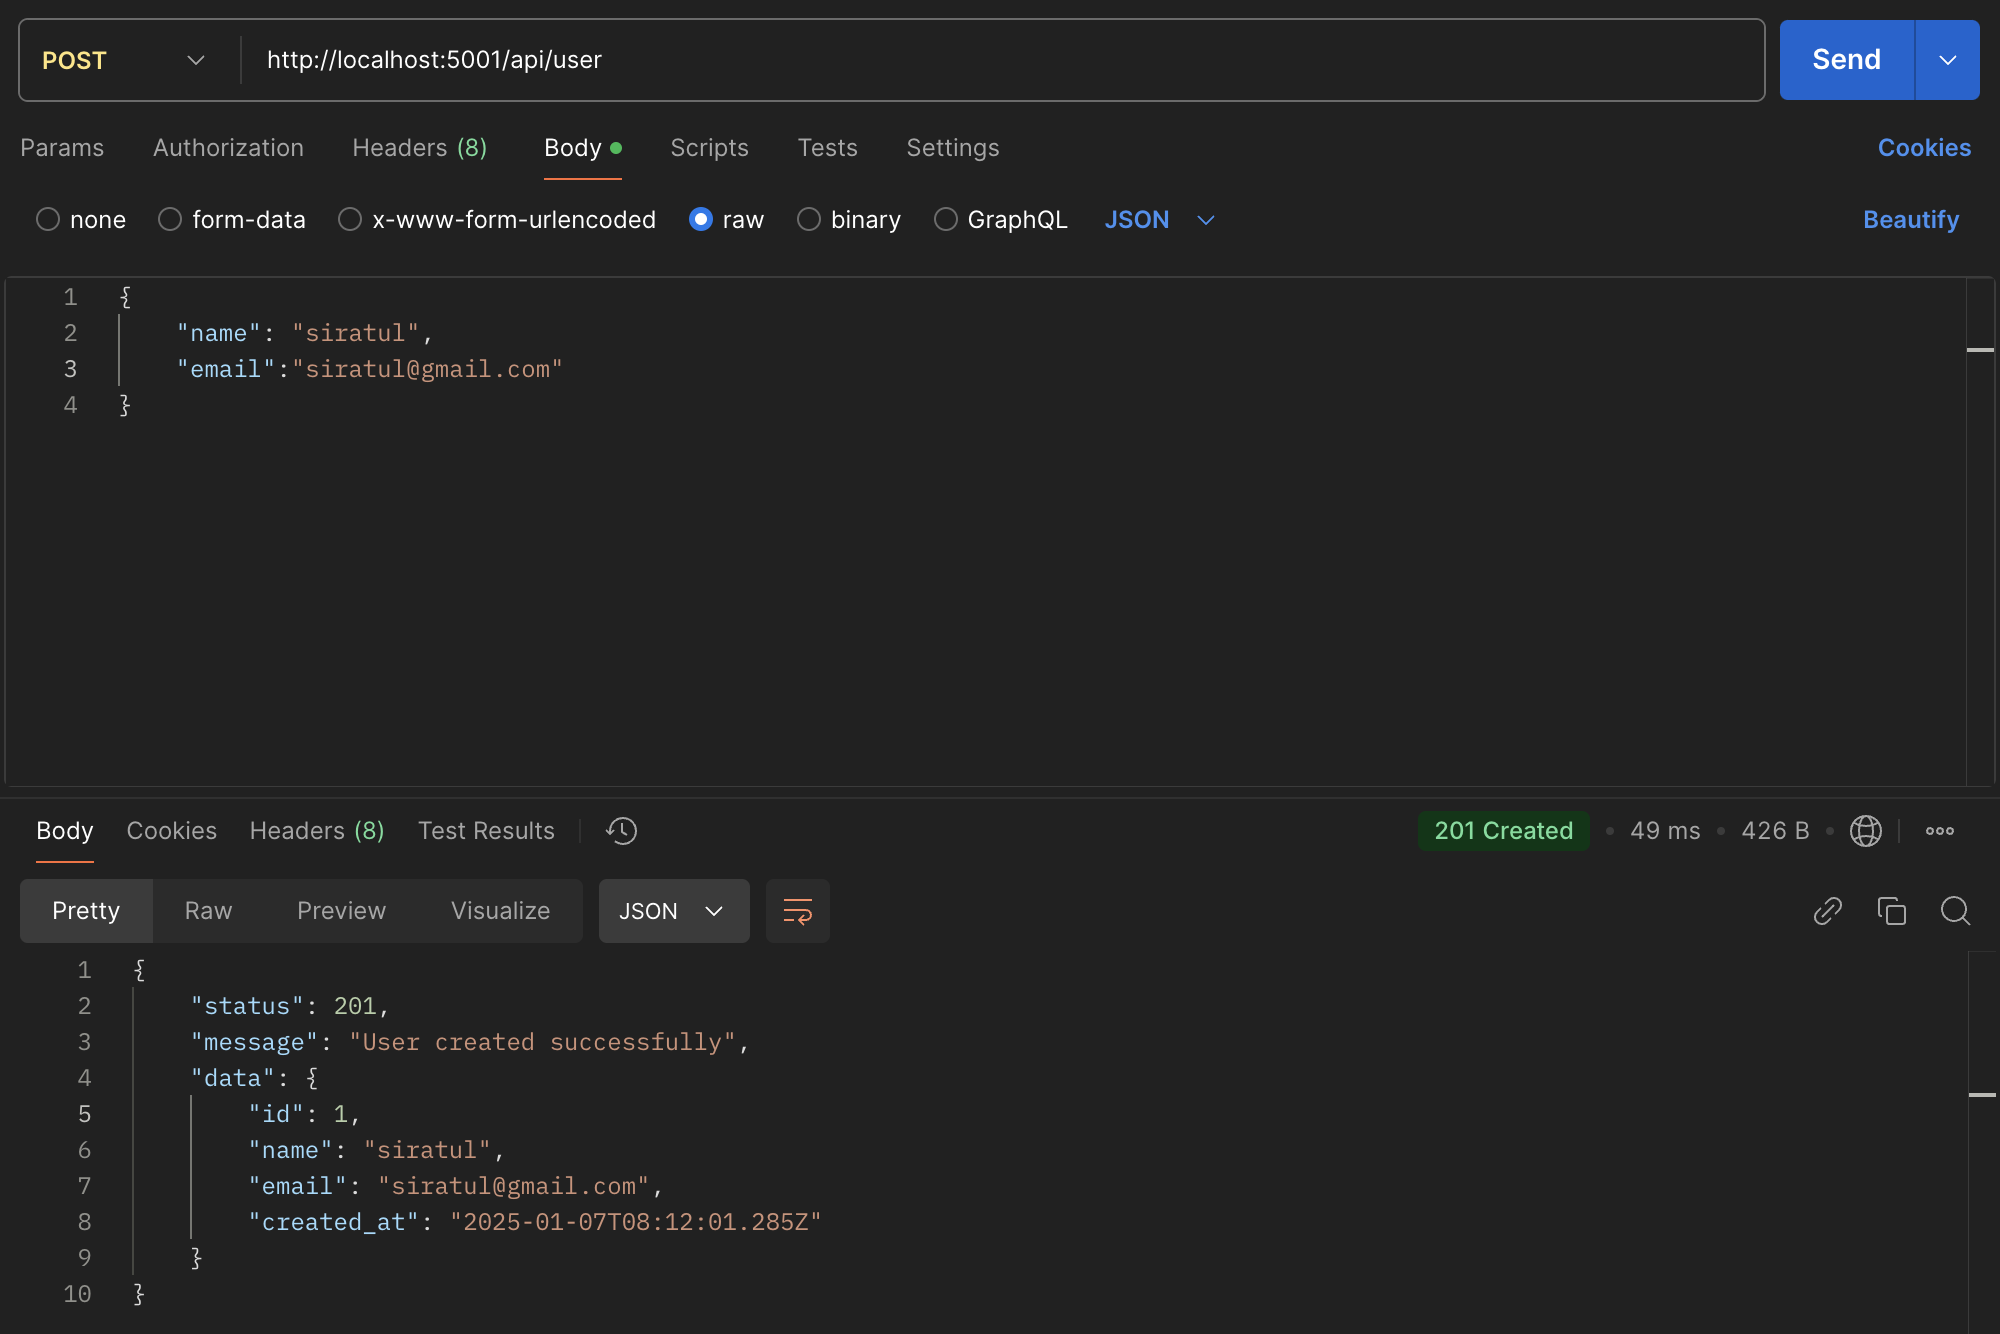 POST http://localhost:5001/api/user Send
Params Authorization Headers (8) Body Scripts Tests Settings Cookies
none form-data x-www-form-urlencoded raw binary GraphQL JSON Beautify
1 {
2 "name": "siratul",
3 "email":"siratul@gmail.com"
4 }
Body Cookies Headers (8) Test Results 201 Created 49 ms 426 B
Pretty Raw Preview Visualize JSON
1 {
2 "status": 201,
3 "message": "User created successfully",
4 "data": {
5 "id": 1,
6 "name": "siratul",
7 "email": "siratul@gmail.com",
8 "created_at": "2025-01-07T08:12:01.285Z"
9 }
10 }